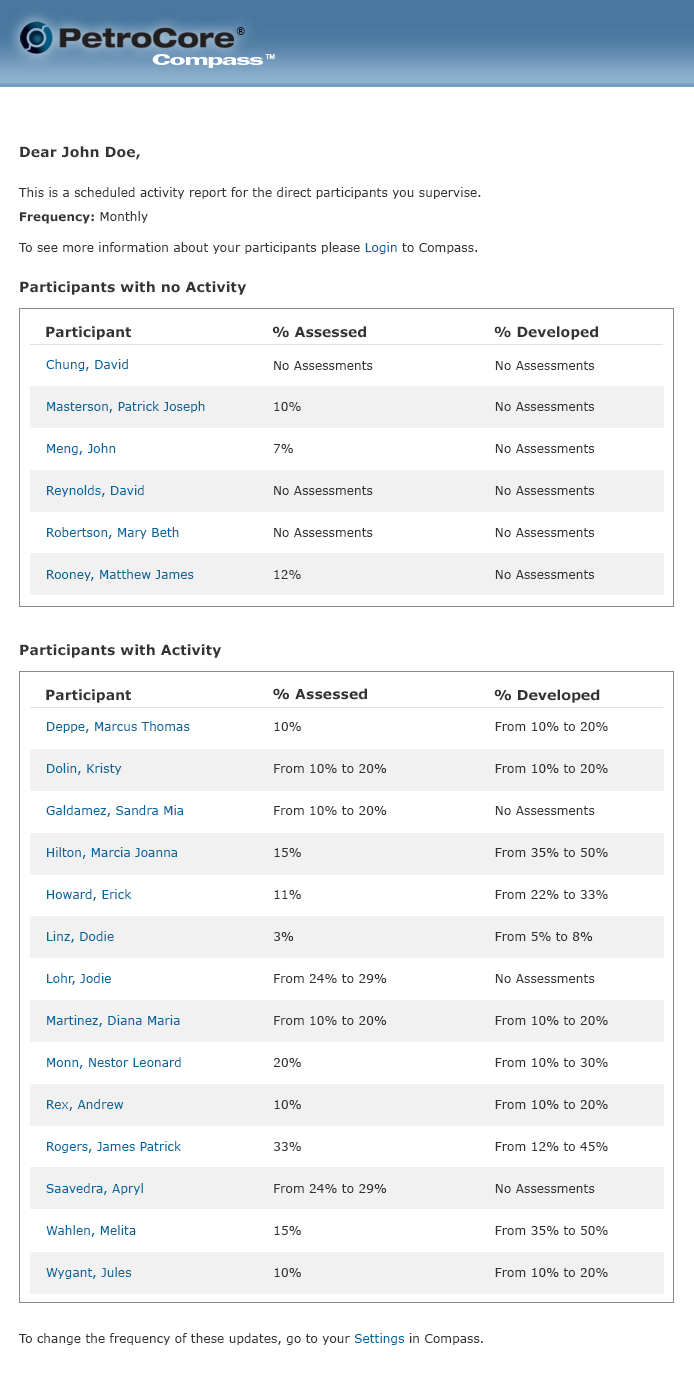 PetroCore®
Compass™
Dear John Doe,
This is a scheduled activity report for the direct participants you supervise.
Frequency: Monthly
To see more information about your participants please Login to Compass.
Participants with no Activity
Participant % Assessed % Developed
Chung, David No Assessments No Assessments
Masterson, Patrick Joseph 10% No Assessments
Meng, John 7% No Assessments
Reynolds, David No Assessments No Assessments
Robertson, Mary Beth No Assessments No Assessments
Rooney, Matthew James 12% No Assessments
Participants with Activity
Participant % Assessed % Developed
Deppe, Marcus Thomas 10% From 10% to 20%
Dolin, Kristy From 10% to 20% From 10% to 20%
Galdamez, Sandra Mia From 10% to 20% No Assessments
Hilton, Marcia Joanna 15% From 35% to 50%
Howard, Erick 11% From 22% to 33%
Linz, Dodie 3% From 5% to 8%
Lohr, Jodie From 24% to 29% No Assessments
Martinez, Diana Maria From 10% to 20% From 10% to 20%
Monn, Nestor Leonard 20% From 10% to 30%
Rex, Andrew 10% From 10% to 20%
Rogers, James Patrick 33% From 12% to 45%
Saavedra, Apryl From 24% to 29% No Assessments
Wahlen, Melita 15% From 35% to 50%
Wygant, Jules 10% From 10% to 20%
To change the frequency of these updates, go to your Settings in Compass.